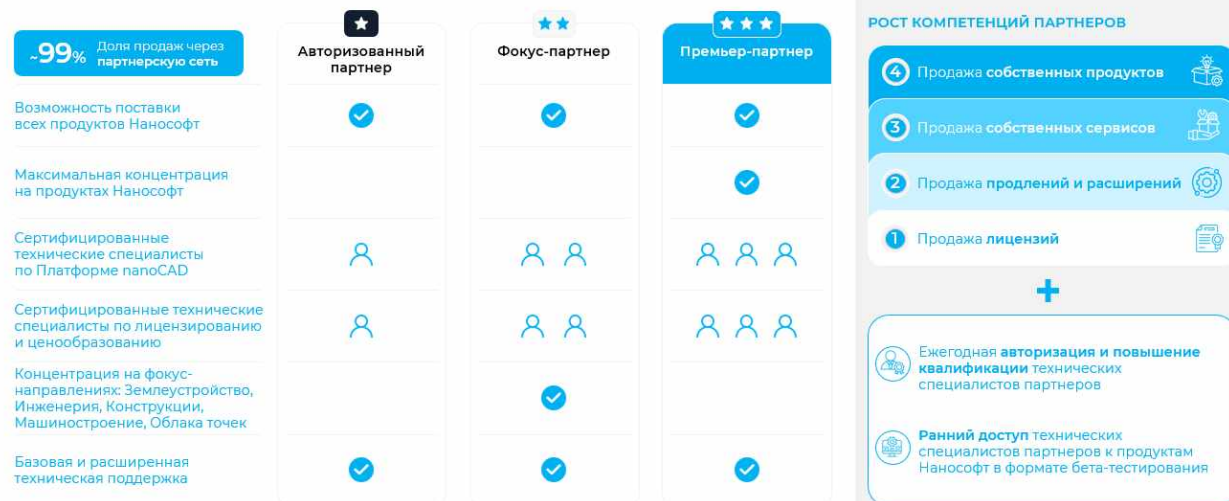 ~99% Доля продаж через
партнерскую сеть
Авторизованный
партнер
Фокус-партнер
Премьер-партнер
Возможность поставки
всех продуктов Нанософт
Максимальная концентрация
на продуктах Нанософт
Сертифицированные
технические специалисты
по Платформе nanoCAD
Сертифицированные технические
специалисты по лицензированию
и ценообразованию
Концентрация на фокус-
направлениях: Землеустройство,
Инженерия, Конструкции,
Машиностроение, Облака точек
Базовая и расширенная
техническая поддержка
РОСТ КОМПЕТЕНЦИЙ ПАРТНЕРОВ
4 Продажа собственных продуктов
3 Продажа собственных сервисов
2 Продажа продлений и расширений
1 Продажа лицензий
+
Ежегодная авторизация и повышение
квалификации технических
специалистов партнеров
Ранний доступ технических
специалистов партнеров к продуктам
Нанософт в формате бета-тестирования